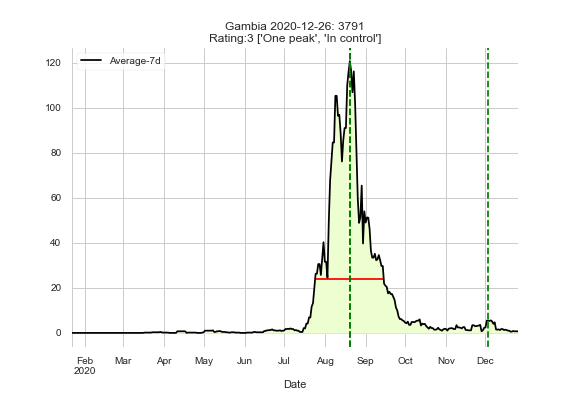 Gambia 2020-12-26: 3791
Rating:3 ['One peak', 'In control']
Average-7d
120
100
80
60
40
20
0
Feb Mar Apr May Jun Jul Aug Sep Oct Nov Dec
2020
Date